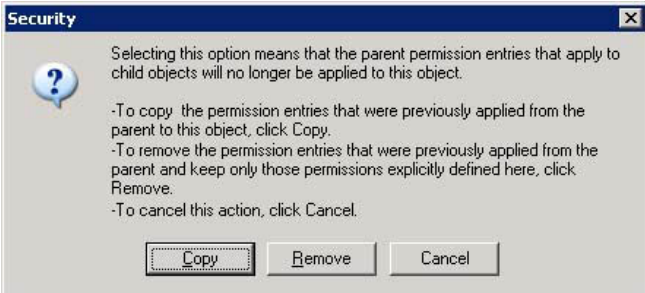 Security
Selecting this option means that the parent permission entries that apply to
child objects will no longer be applied to this object.
-To copy  the permission entries that were previously applied from the
parent to this object, click Copy.
-To remove the permission entries that were previously applied from the
parent and keep only those permissions explicitly defined here, click
Remove.
-To cancel this action, click Cancel.
Copy
Remove
Cancel